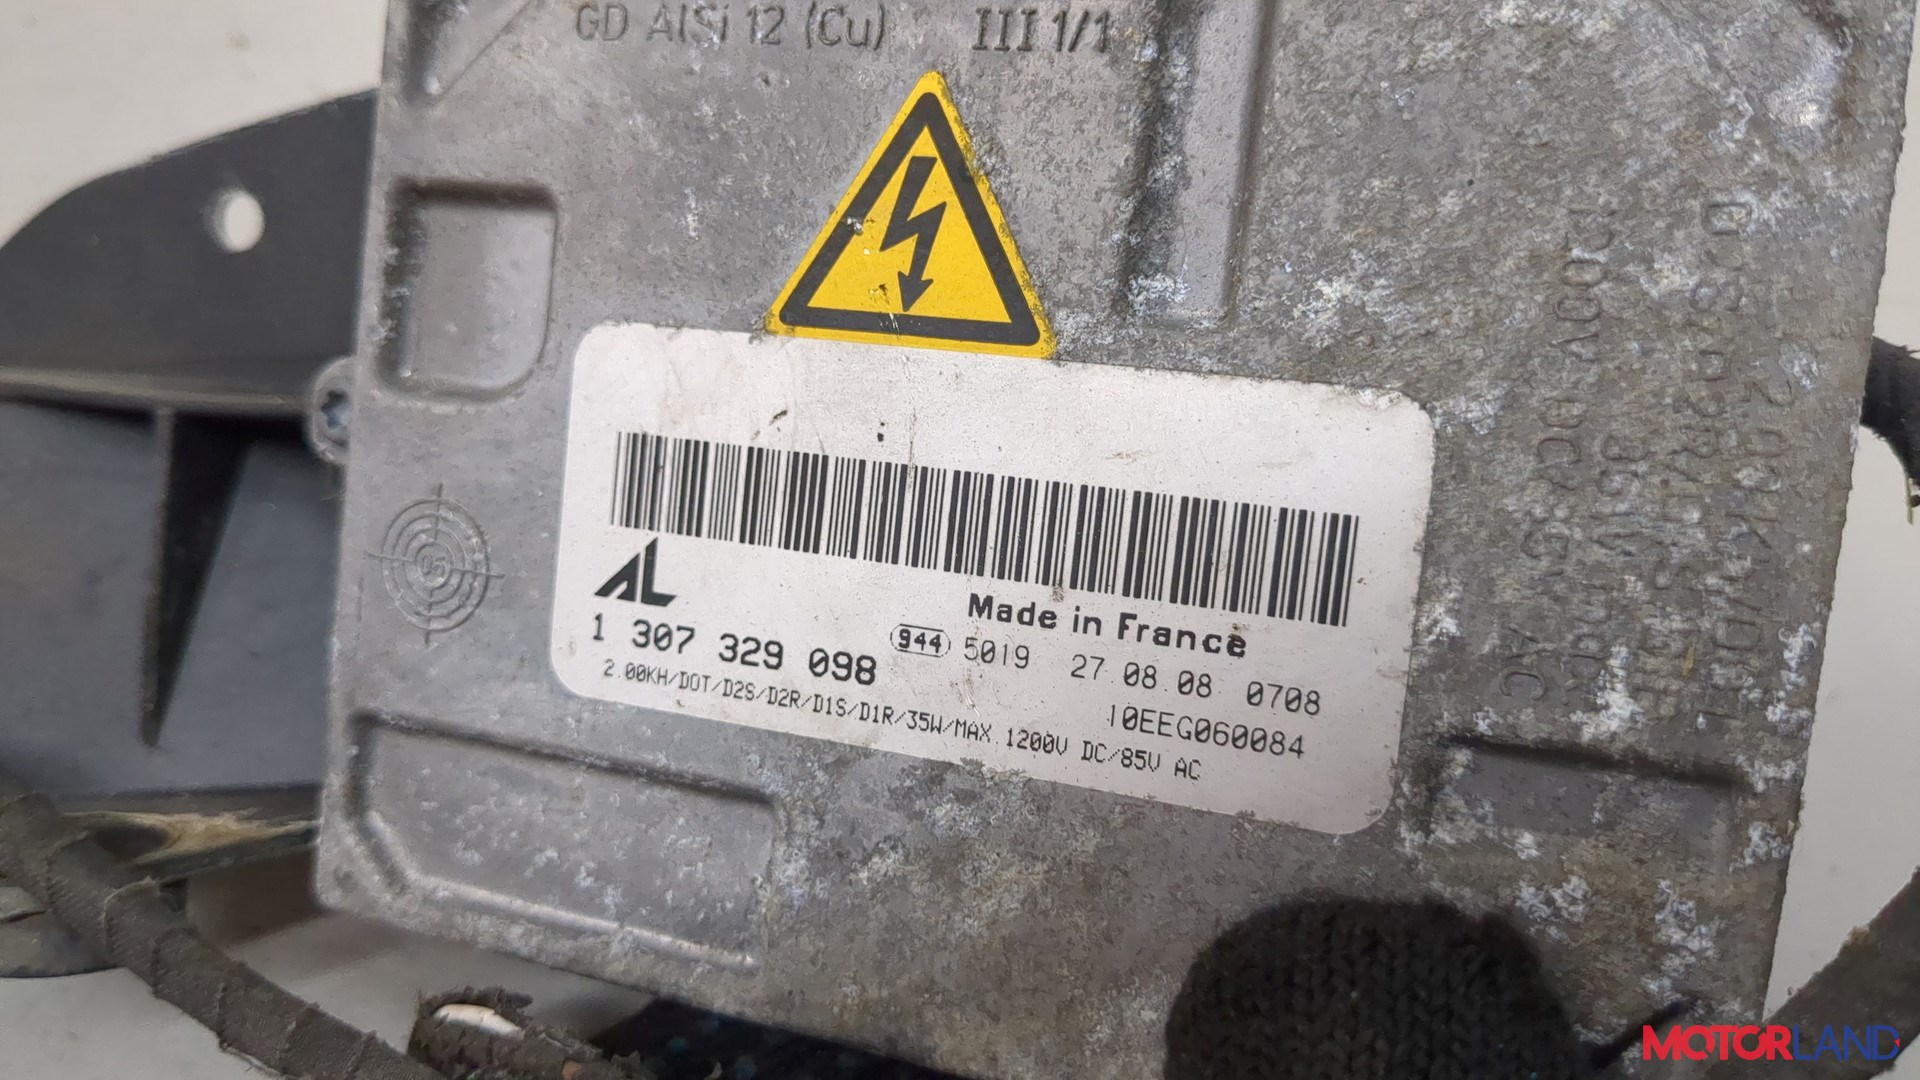 GD AlSi 12 (Cu) III 1/1
AL
Made in France
1 307 329 098
944 5019 27.08.08 0708
2.00KH/DOT/D2S/D2R/D1S/D1R/35W/MAX 1200V DC/85V AC
10EEG060084
05
MOTORLAND